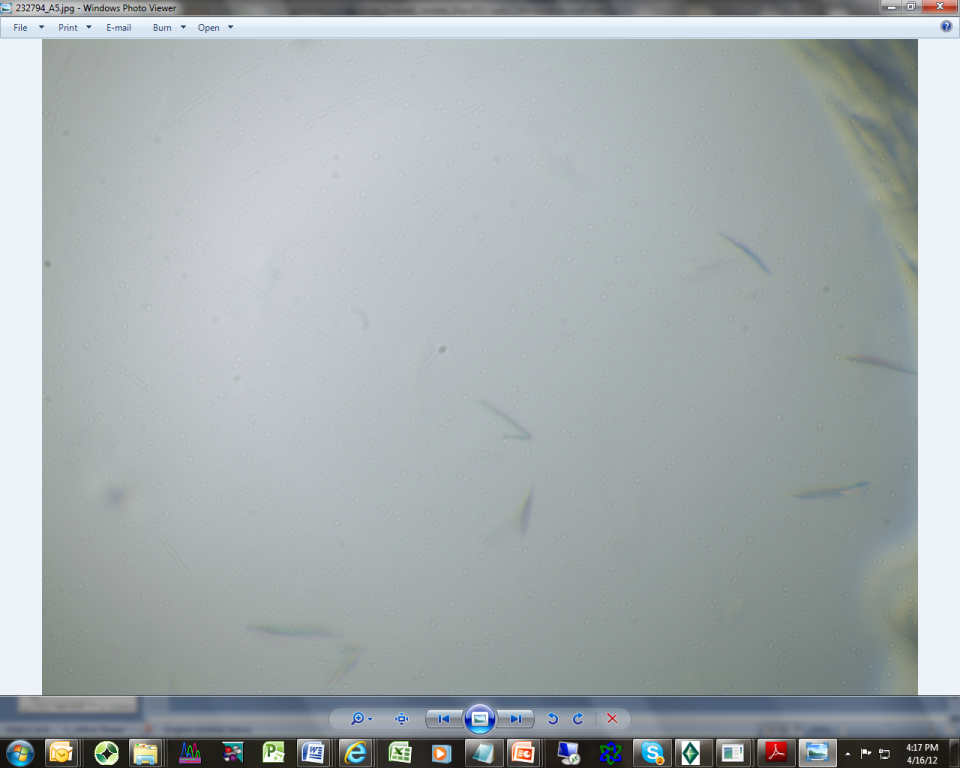 232794_A5.jpg - Windows Photo Viewer
File Print E-mail Burn Open
4:17 PM
4/16/12